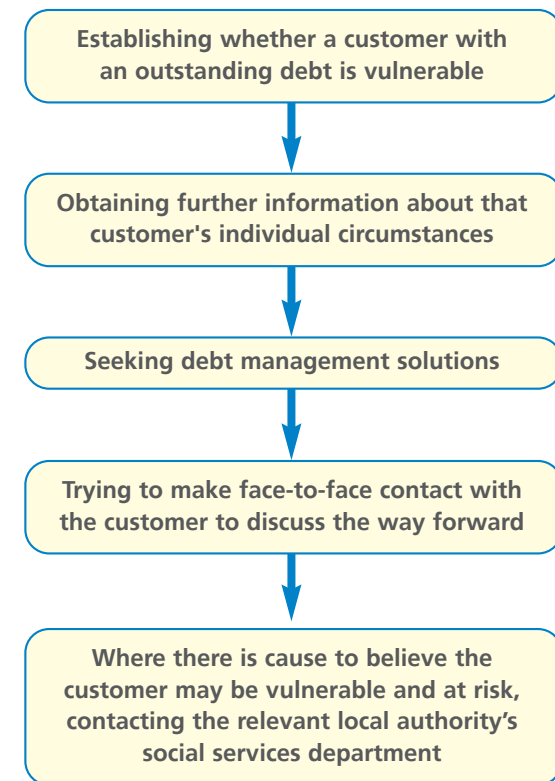 Establishing whether a customer with
an outstanding debt is vulnerable
Obtaining further information about that
customer's individual circumstances
Seeking debt management solutions
Trying to make face-to-face contact with
the customer to discuss the way forward
Where there is cause to believe the
customer may be vulnerable and at risk,
contacting the relevant local authority’s
social services department